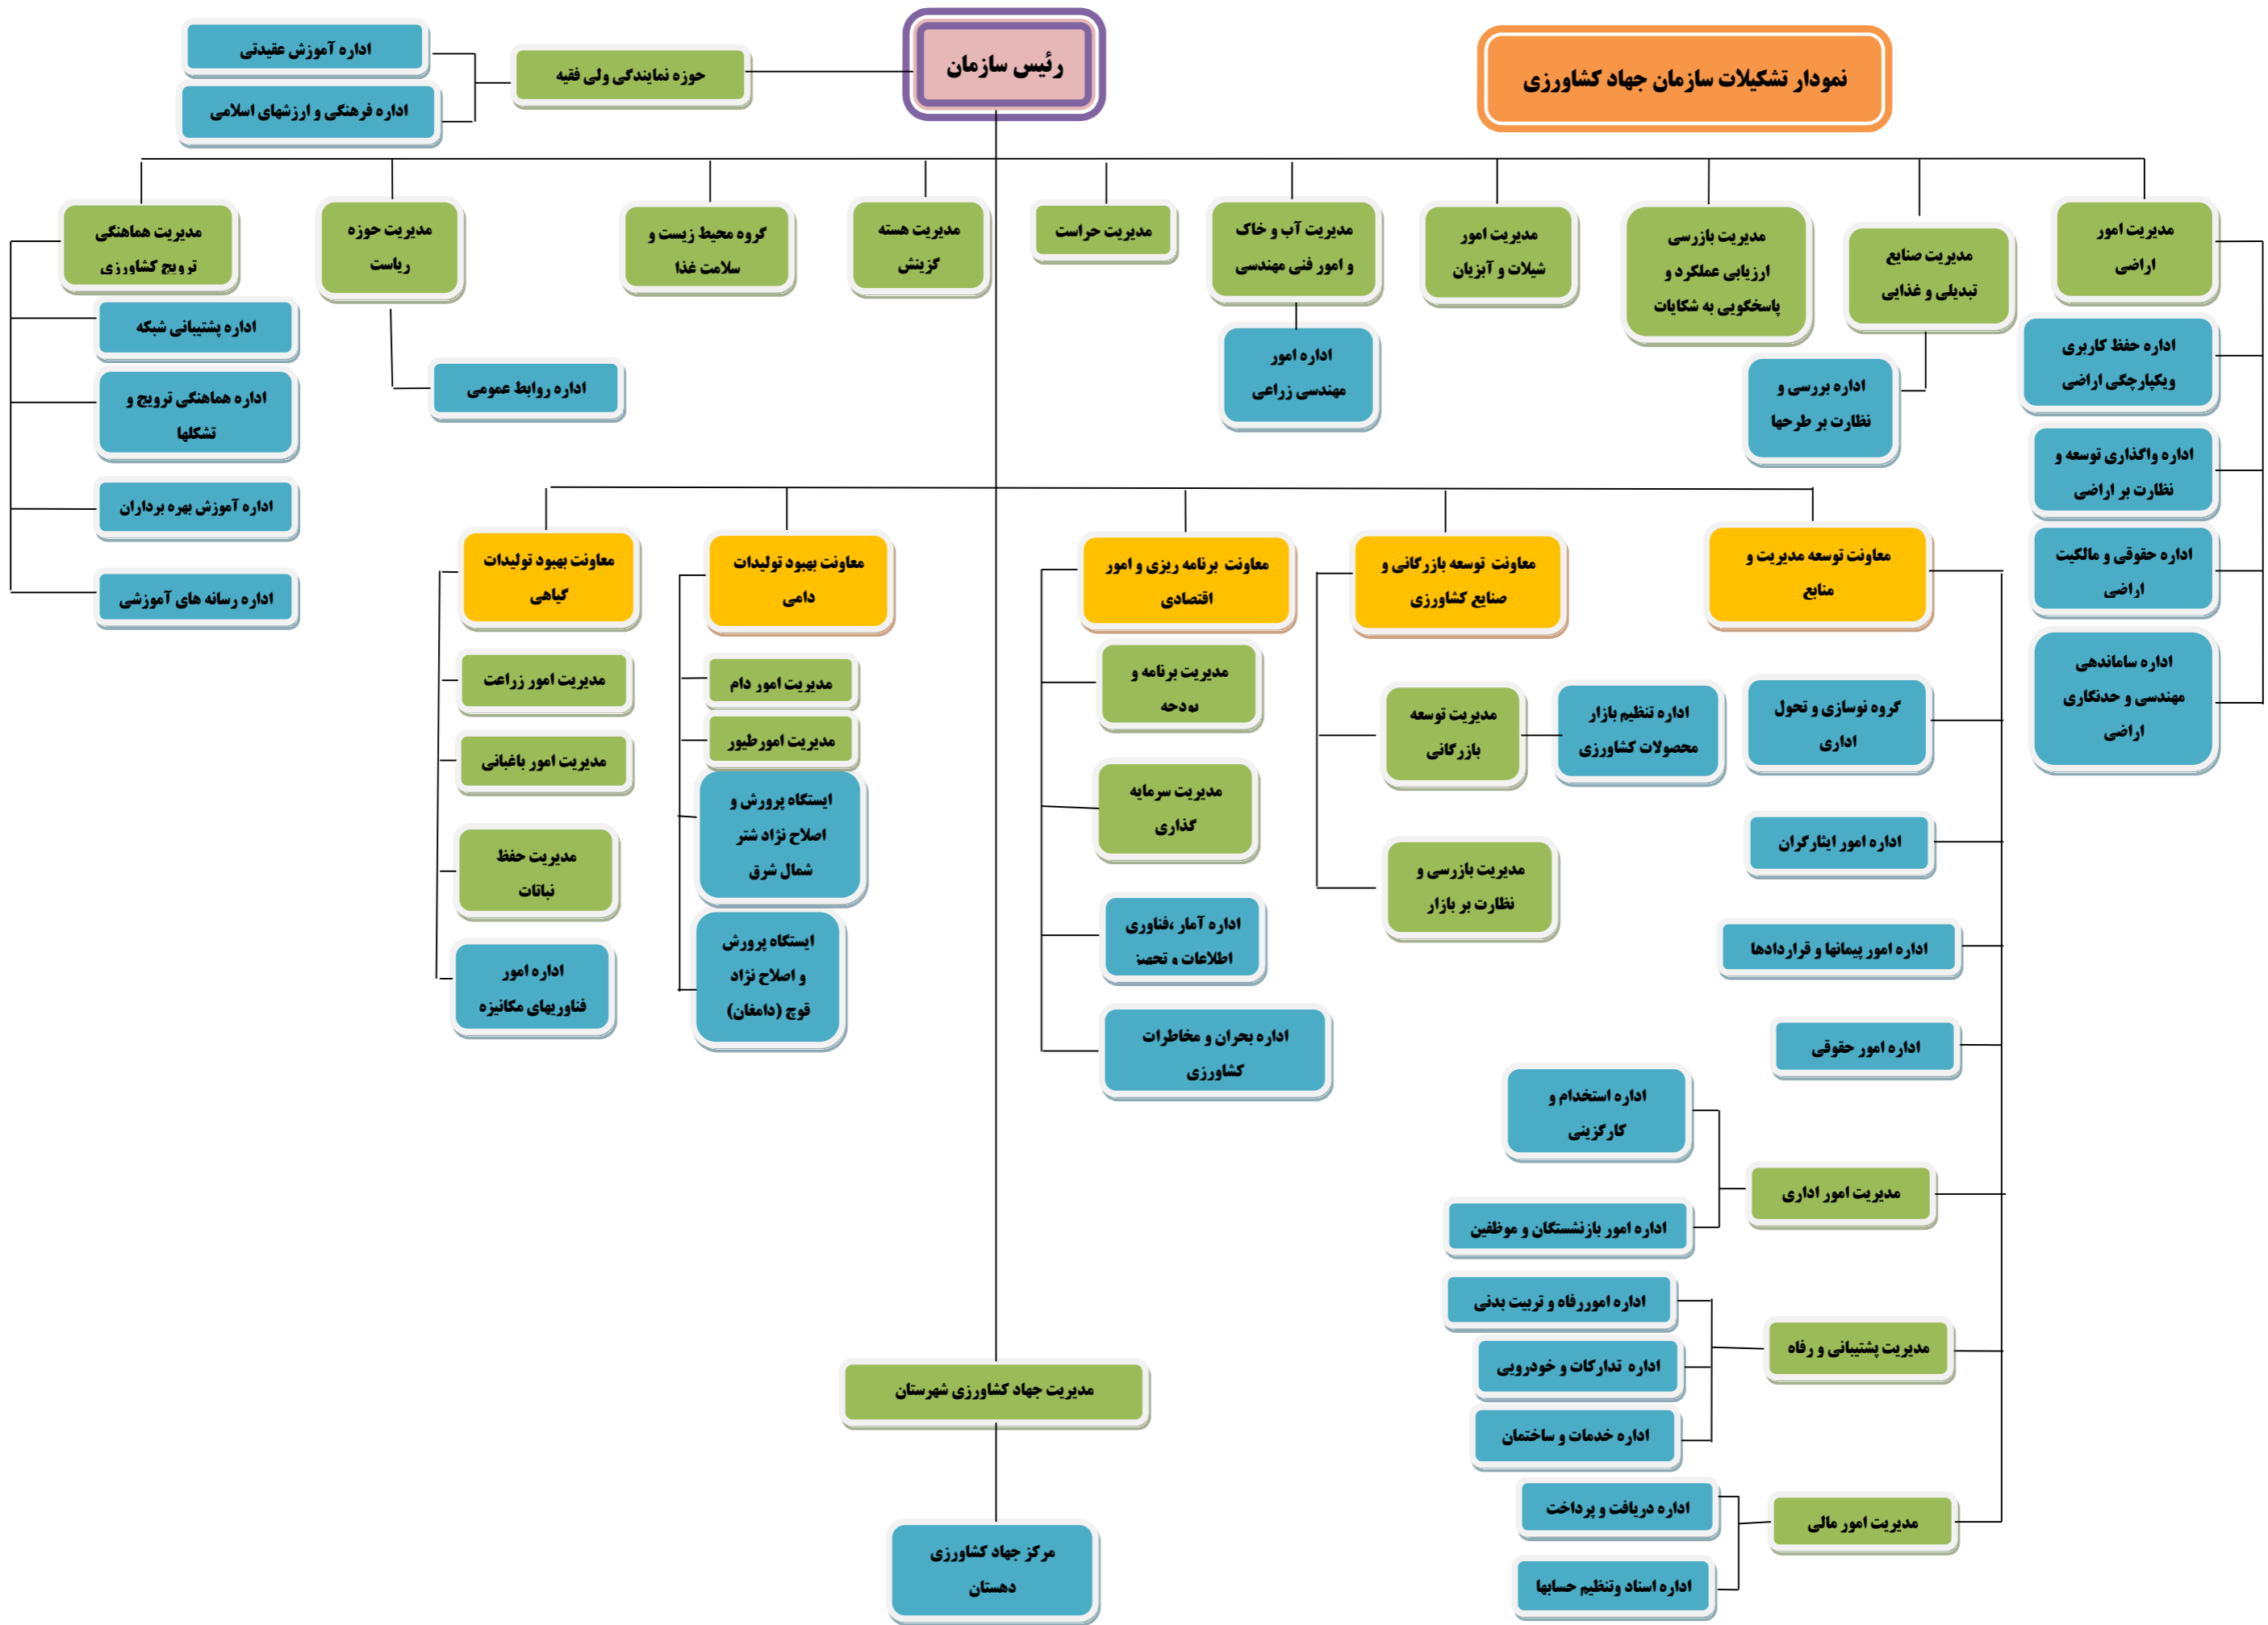 نمودار تشکیلات سازمان جهاد کشاورزی
رئیس سازمان
حوزه نمایندگی ولی فقیه
اداره آموزش عقیدتی
اداره فرهنگی و ارزشهای اسلامی
مدیریت امور
اراضی
مدیریت صنایع
تبدیلی و غذایی
مدیریت بازرسی
ارزیابی عملکرد و
پاسخگویی به شکایات
مدیریت امور
شیلات و آبزیان
مدیریت آب و خاک
و امور فنی مهندسی
مدیریت حراست
مدیریت هسته
گزینش
گروه محیط زیست و
سلامت غذا
مدیریت حوزه
ریاست
مدیریت هماهنگی
ترویج کشاورزی
اداره حفظ کاربری
ویکپارچگی اراضی
اداره واگذاری توسعه و
نظارت بر اراضی
اداره حقوقی و مالکیت
اراضی
اداره ساماندهی
مهندسی و حدنگاری
اراضی
اداره بررسی و
نظارت بر طرحها
اداره امور
مهندسی زراعی
اداره روابط عمومی
اداره پشتیبانی شبکه
اداره هماهنگی ترویج و
تشکلها
اداره آموزش بهره برداران
اداره رسانه های آموزشی
معاونت توسعه مدیریت و
منابع
گروه نوسازی و تحول
اداری
اداره امور ایثارگران
اداره امور پیمانها و قراردادها
اداره امور حقوقی
مدیریت امور اداری
اداره استخدام و
کارگزینی
اداره امور بازنشستگان و موظفین
مدیریت پشتیبانی و رفاه
اداره اموررفاه و تربیت بدنی
اداره تدارکات و خودرویی
اداره خدمات و ساختمان
مدیریت امور مالی
اداره دریافت و پرداخت
اداره اسناد وتنظیم حسابها
معاونت توسعه بازرگانی و
صنایع کشاورزی
مدیریت توسعه
بازرگانی
اداره تنظیم بازار
محصولات کشاورزی
مدیریت بازرسی و
نظارت بر بازار
معاونت برنامه ریزی و امور
اقتصادی
مدیریت برنامه و
بودجه
مدیریت سرمایه
گذاری
اداره آمار ،فناوری
اطلاعات و تجهیز
اداره بحران و مخاطرات
کشاورزی
معاونت بهبود تولیدات
دامی
مدیریت امور دام
مدیریت امورطیور
ایستگاه پرورش و
اصلاح نژاد شتر
شمال شرق
ایستگاه پرورش
و اصلاح نژاد
قوچ (دامغان)
معاونت بهبود تولیدات
گیاهی
مدیریت امور زراعت
مدیریت امور باغبانی
مدیریت حفظ
نباتات
اداره امور
فناوریهای مکانیزه
مدیریت جهاد کشاورزی شهرستان
مرکز جهاد کشاورزی
دهستان